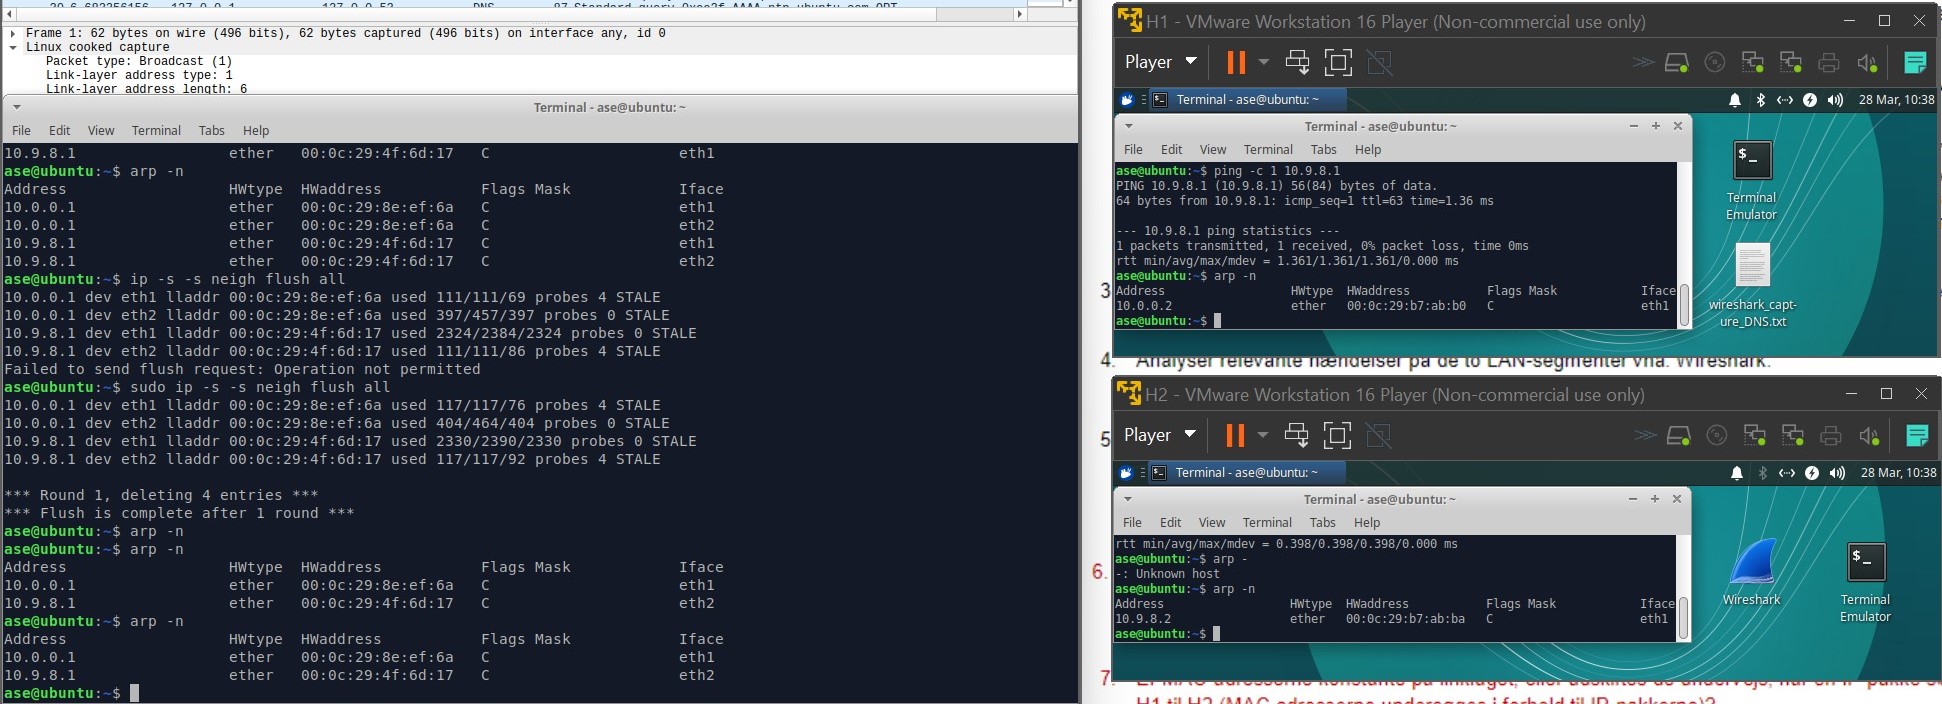 Frame 1: 62 bytes on wire (496 bits), 62 bytes captured (496 bits) on interface any, id 0
Linux cooked capture
Packet type: Broadcast (1)
Link-layer address type: 1
Link-layer address length: 6
Terminal - ase@ubuntu: ~
File Edit View Terminal Tabs Help
10.9.8.1 ether 00:0c:29:4f:6d:17 C eth1
ase@ubuntu:~$ arp -n
Address HWtype HWaddress Flags Mask Iface
10.0.0.1 ether 00:0c:29:8e:ef:6a C eth1
10.0.0.1 ether 00:0c:29:8e:ef:6a C eth2
10.9.8.1 ether 00:0c:29:4f:6d:17 C eth1
10.9.8.1 ether 00:0c:29:4f:6d:17 C eth2
ase@ubuntu:~$ ip -s -s neigh flush all
10.0.0.1 dev eth1 lladdr 00:0c:29:8e:ef:6a used 111/111/69 probes 4 STALE
10.0.0.1 dev eth2 lladdr 00:0c:29:8e:ef:6a used 397/457/397 probes 0 STALE
10.9.8.1 dev eth1 lladdr 00:0c:29:4f:6d:17 used 2324/2384/2324 probes 0 STALE
10.9.8.1 dev eth2 lladdr 00:0c:29:4f:6d:17 used 111/111/86 probes 4 STALE
Failed to send flush request: Operation not permitted
ase@ubuntu:~$ sudo ip -s -s neigh flush all
10.0.0.1 dev eth1 lladdr 00:0c:29:8e:ef:6a used 117/117/76 probes 4 STALE
10.0.0.1 dev eth2 lladdr 00:0c:29:8e:ef:6a used 404/464/404 probes 0 STALE
10.9.8.1 dev eth1 lladdr 00:0c:29:4f:6d:17 used 2330/2390/2330 probes 0 STALE
10.9.8.1 dev eth2 lladdr 00:0c:29:4f:6d:17 used 117/117/92 probes 4 STALE
*** Round 1, deleting 4 entries ***
*** Flush is complete after 1 round ***
ase@ubuntu:~$ arp -n
ase@ubuntu:~$ arp -n
Address HWtype HWaddress Flags Mask Iface
10.0.0.1 ether 00:0c:29:8e:ef:6a C eth1
10.9.8.1 ether 00:0c:29:4f:6d:17 C eth2
ase@ubuntu:~$ arp -n
Address HWtype HWaddress Flags Mask Iface
10.0.0.1 ether 00:0c:29:8e:ef:6a C eth1
10.9.8.1 ether 00:0c:29:4f:6d:17 C eth2
ase@ubuntu:~$
H1 - VMware Workstation 16 Player (Non-commercial use only)
Player
Terminal - ase@ubuntu: ~
28 Mar, 10:38
Terminal - ase@ubuntu: ~
File Edit View Terminal Tabs Help
ase@ubuntu:~$ ping -c 1 10.9.8.1
PING 10.9.8.1 (10.9.8.1) 56(84) bytes of data.
64 bytes from 10.9.8.1: icmp_seq=1 ttl=63 time=1.36 ms
--- 10.9.8.1 ping statistics ---
1 packets transmitted, 1 received, 0% packet loss, time 0ms
rtt min/avg/max/mdev = 1.361/1.361/1.361/0.000 ms
ase@ubuntu:~$ arp -n
Address HWtype HWaddress Flags Mask Iface
10.0.0.2 ether 00:0c:29:b7:ab:b0 C eth1
ase@ubuntu:~$
Terminal
Emulator
wireshark_capt-
ure_DNS.txt
3
4. Analyser relevante hændelser på de to LAN-segmenter vha. Wireshark.
H2 - VMware Workstation 16 Player (Non-commercial use only)
Player
5
Terminal - ase@ubuntu: ~
28 Mar, 10:38
Terminal - ase@ubuntu: ~
File Edit View Terminal Tabs Help
rtt min/avg/max/mdev = 0.398/0.398/0.398/0.000 ms
ase@ubuntu:~$ arp -
-: Unknown host
ase@ubuntu:~$ arp -n
Address HWtype HWaddress Flags Mask Iface
10.9.8.2 ether 00:0c:29:b7:ab:ba C eth1
ase@ubuntu:~$
Wireshark
Terminal
Emulator
6.
7. Er MAC-adresserne konstante på linklaget, eller udskiftes de undervejs, når en IP-pakke
H1 til H2 (MAC-adresserne undersøges i forhold til IP-pakkerne)?